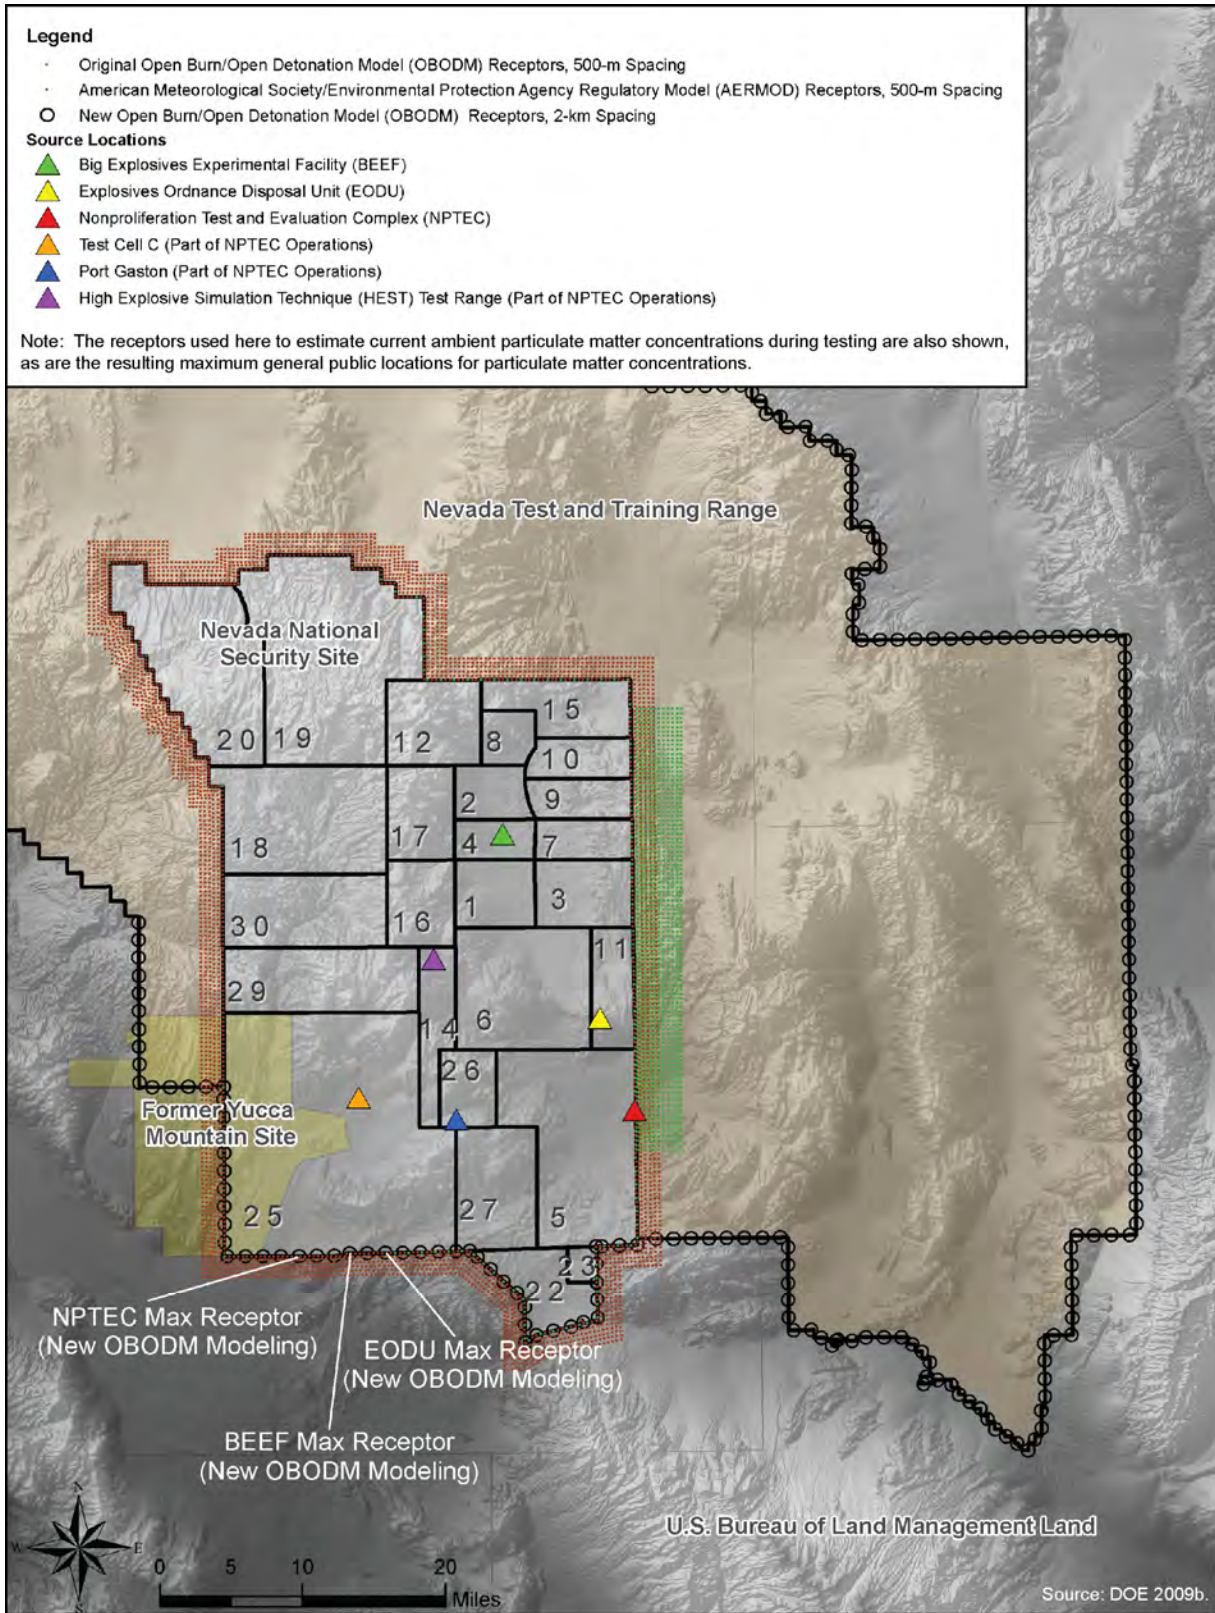 Legend
Original Open Burn/Open Detonation Model (OBODM) Receptors, 500-m Spacing
American Meteorological Society/Environmental Protection Agency Regulatory Model (AERMOD) Receptors, 500-m Spacing
New Open Burn/Open Detonation Model (OBODM) Receptors, 2-km Spacing
Source Locations
Big Explosives Experimental Facility (BEEF)
Explosives Ordnance Disposal Unit (EODU)
Nonproliferation Test and Evaluation Complex (NPTEC)
Test Cell C (Part of NPTEC Operations)
Port Gaston (Part of NPTEC Operations)
High Explosive Simulation Technique (HEST) Test Range (Part of NPTEC Operations)
Note: The receptors used here to estimate current ambient particulate matter concentrations during testing are also shown,
as are the resulting maximum general public locations for particulate matter concentrations.
Nevada Test and Training Range
Nevada National
Security Site
15
20
19
12
8
10
2
9
18
17
4
7
30
16
1
3
11
29
14
6
26
Former Yucca
Mountain Site
25
27
5
23
22
NPTEC Max Receptor
(New OBODM Modeling)
EODU Max Receptor
(New OBODM Modeling)
BEEF Max Receptor
(New OBODM Modeling)
U.S. Bureau of Land Management Land
N
W
E
S
0
5
10
20
Miles
Source: DOE 2009b.